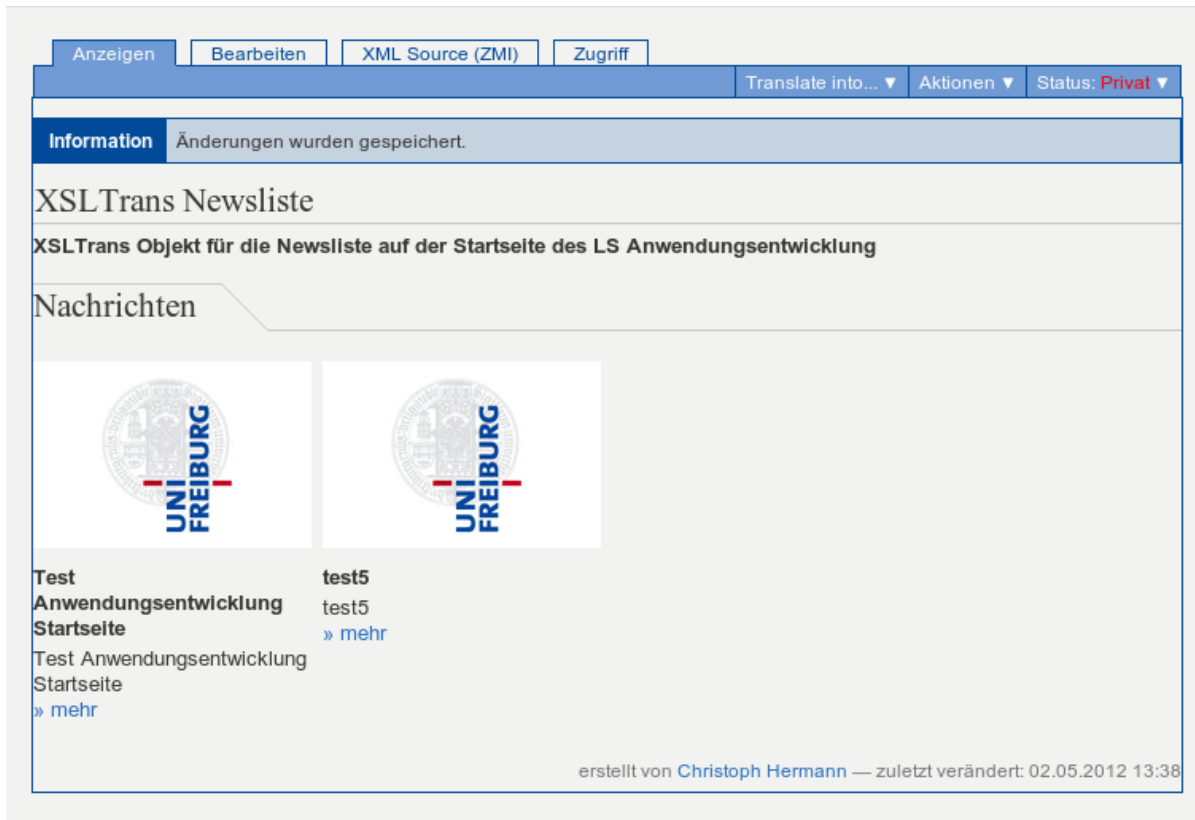 Anzeigen Bearbeiten XML Source (ZMI) Zugriff
Translate into... ▼ Aktionen ▼ Status: Privat ▼
Information Änderungen wurden gespeichert.
XSLTrans Newsliste
XSLTrans Objekt für die Newsliste auf der Startseite des LS Anwendungsentwicklung
Nachrichten
UNI
FREIBURG
UNI
FREIBURG
Test
Anwendungsentwicklung
Startseite
Test Anwendungsentwicklung
Startseite
» mehr
test5
test5
» mehr
erstellt von Christoph Hermann — zuletzt verändert: 02.05.2012 13:38